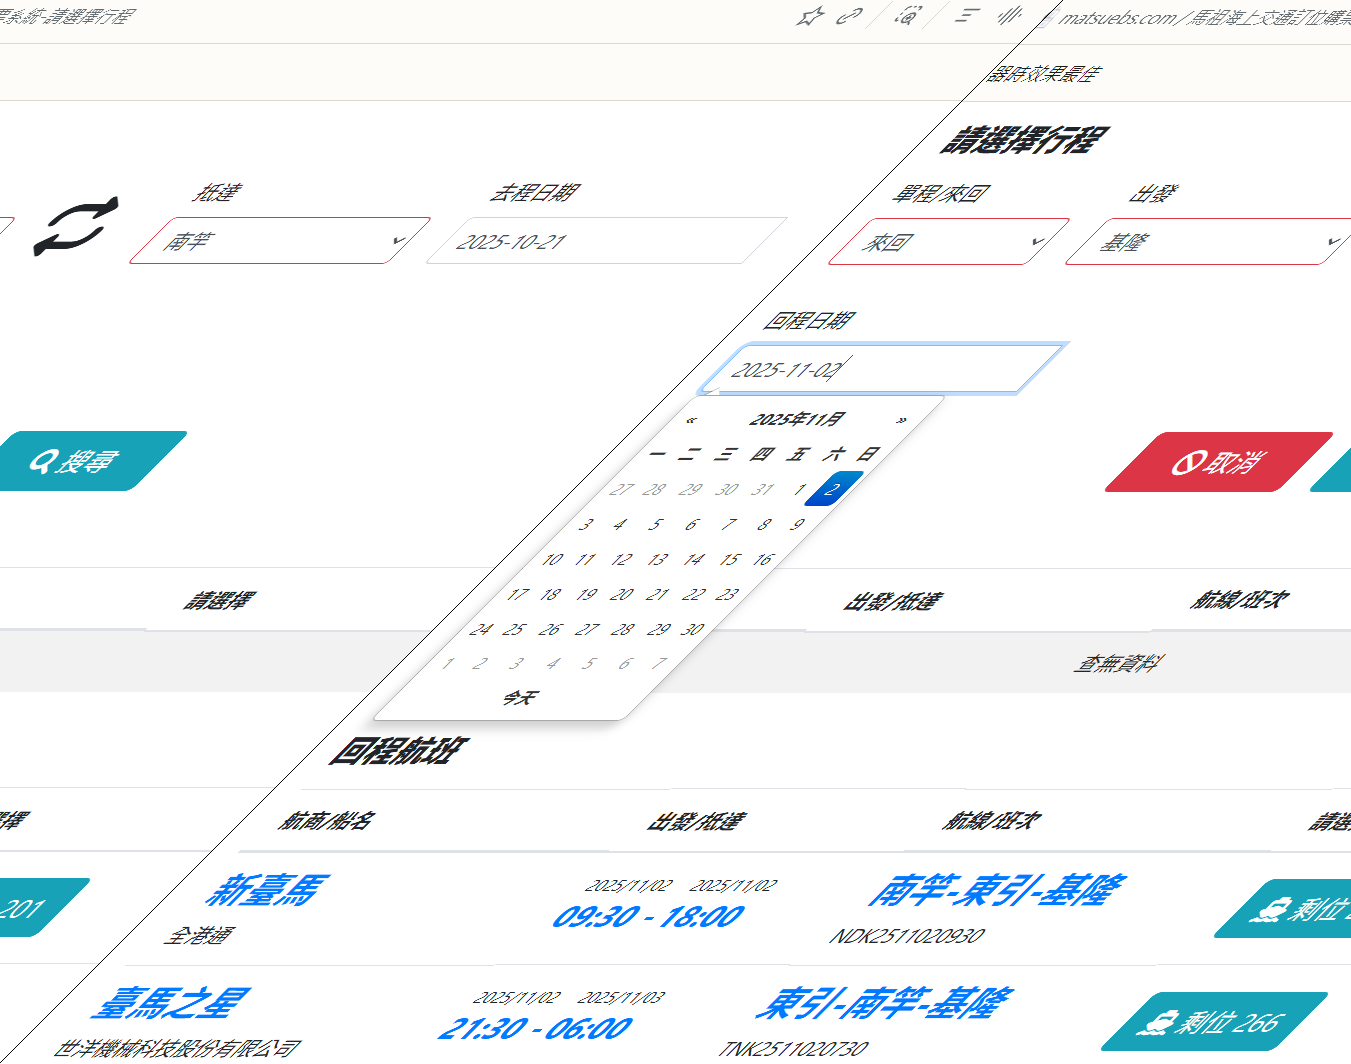 票系統-請選擇行程
matsuebs.com / 馬祖海上交通訂位購
器時效果最佳
請選擇行程
抵達 去程日期
南竿 2025-10-21
單程/來回 出發
來回 基隆
回程日期
2025-11-02
« 2025年11月 »
一 二 三 四 五 六 日
27 28 29 30 31 1 2
3 4 5 6 7 8 9
10 11 12 13 14 15 16
17 18 19 20 21 22 23
24 25 26 27 28 29 30
1 2 3 4 5 6 7
今天
搜尋
取消
請選擇
出發/抵達 航線/班次
查無資料
回程航班
擇
航商/船名 出發/抵達 航線/班次 請選
201
新臺馬 2025/11/02 2025/11/02 南竿-東引-基隆 剩位
全港通 09:30 - 18:00 NDK2511020930
臺馬之星 2025/11/02 2025/11/03 東引-南竿-基隆 剩位 266
世洋機械科技股份有限公司 21:30 - 06:00 TNK2511020730